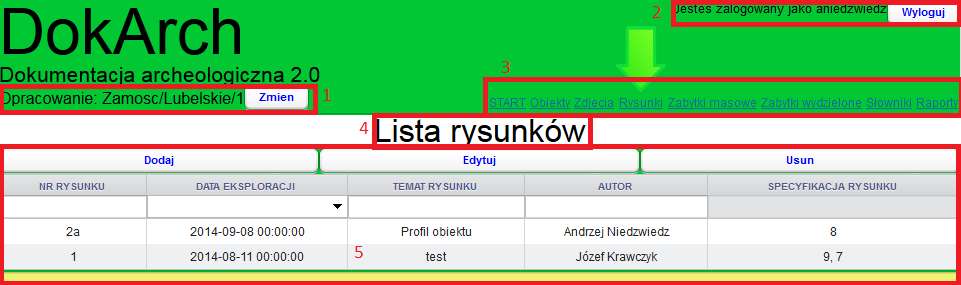 DokArch
2 Jestes zalogowany jako aniedzwiedz Wyloguj
Dokumentacja archeologiczna 2.0
3
Opracowanie: Zamosc/Lubelskie/1 Zmien 1
START Obiekty Zdjecia Rysunki Zabytki masowe Zabytki wydzielone Slowniki Raporty
4 Lista rysunków
Dodaj Edytuj Usun
NR RYSUNKU DATA EKSPLORACJI TEMAT RYSUNKU AUTOR SPECYFIKACJA RYSUNKU
2a 2014-09-08 00:00:00 Profil obiektu Andrzej Niedzwiedz 8
1 2014-08-11 00:00:00 5 test Józef Krawczyk 9, 7